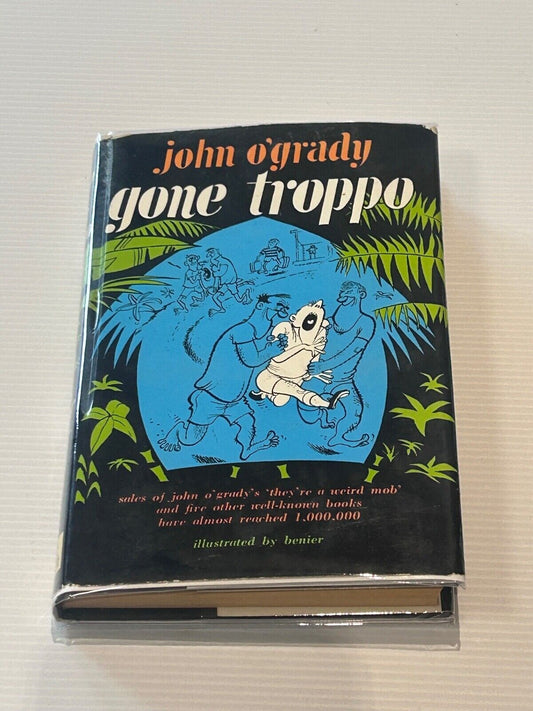 john o'grady
gone troppo
sales of john o'grady's 'they're a weird mob'
and five other well-known books
have almost reached 1,000,000
illustrated by benier